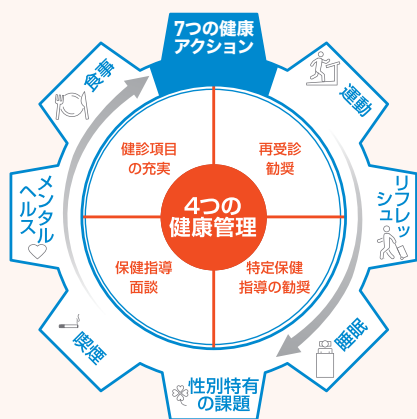 7つの健康
アクション
運動
リフレッ
シュ
睡眠
性別特有
の課題
喫煙
メンタル
ヘルス
食事
健診項目
の充実
再受診
勧奨
4つの
健康管理
保健指導
面談
特定保健
指導の勧奨